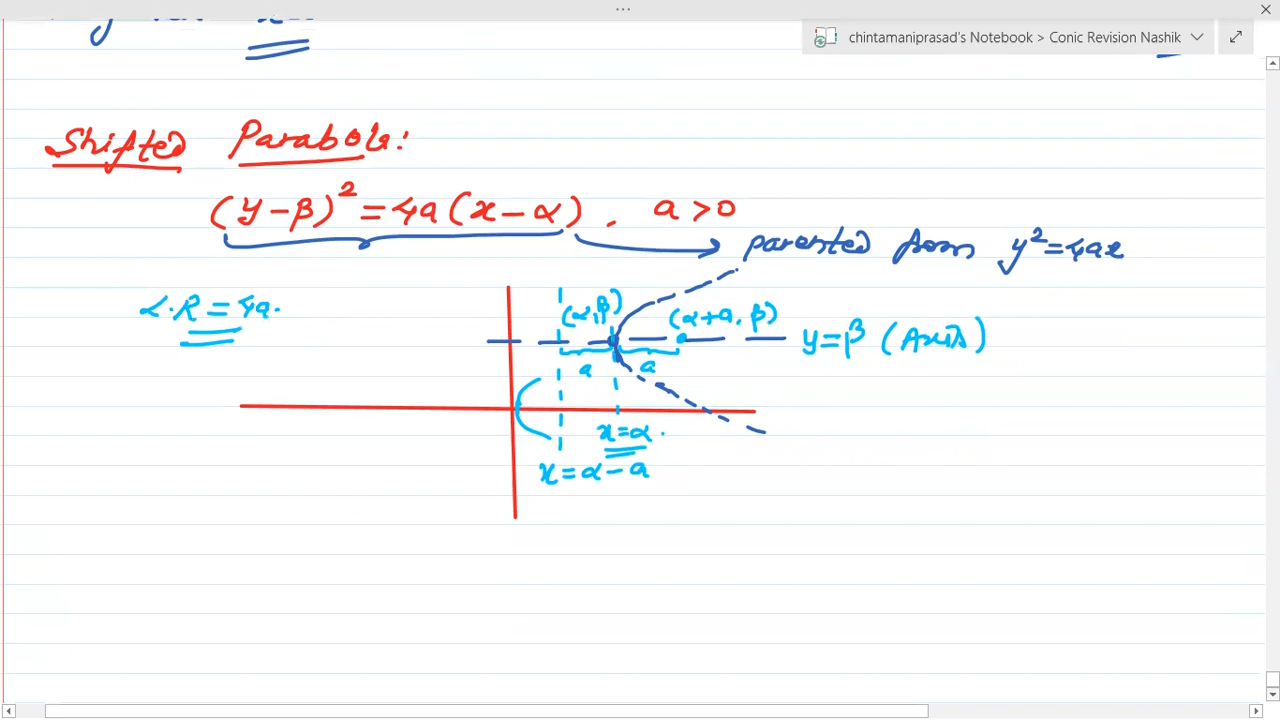 chintamaniprasad's Notebook > Conic Revision Nashik
Shifted Parabola:
(y-β)² = 4a(x-α). a>0
parented from y²=4ax
L.R = 4a.
(α,β)
(α+a, β)
y=β (Axis)
a a
x=α.
x=α-a